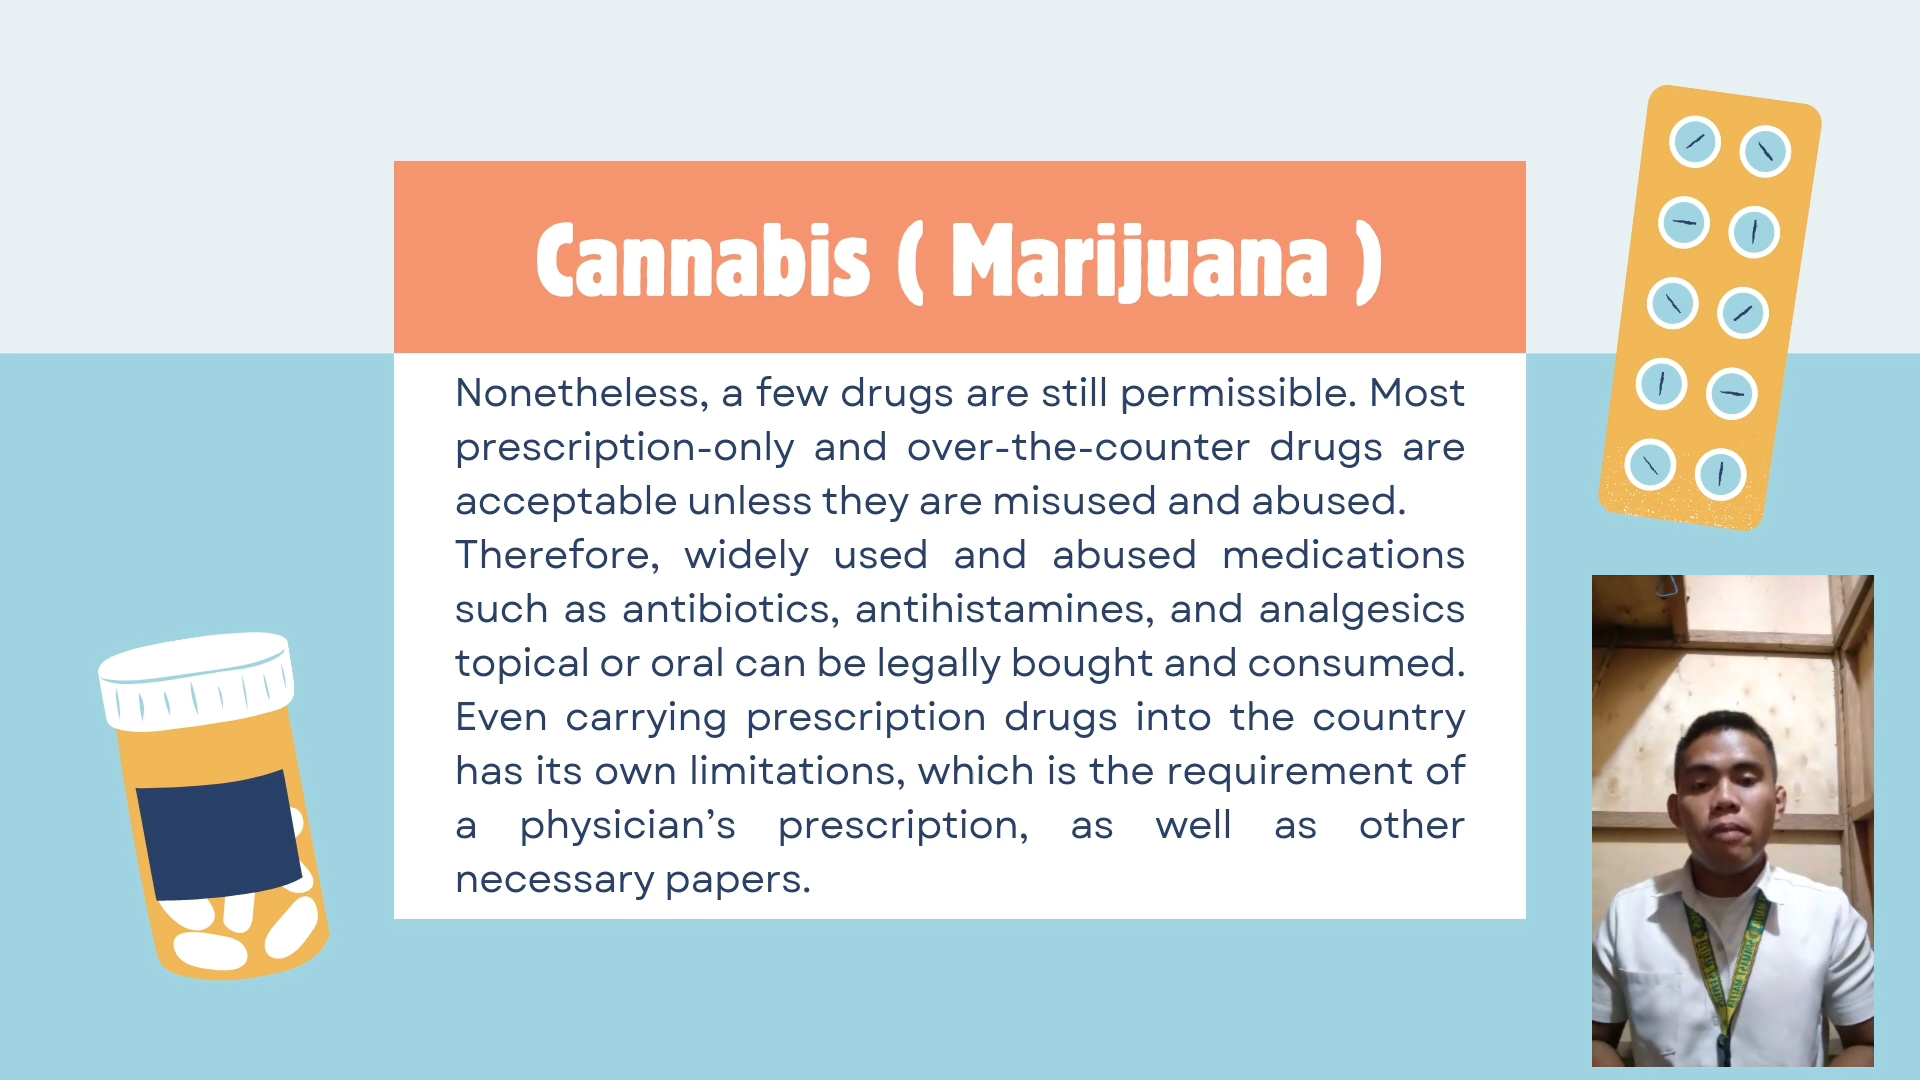 Cannabis ( Marijuana )
Nonetheless, a few drugs are still permissible. Most
prescription-only and over-the-counter drugs are
acceptable unless they are misused and abused.
Therefore, widely used and abused medications
such as antibiotics, antihistamines, and analgesics
topical or oral can be legally bought and consumed.
Even carrying prescription drugs into the country
has its own limitations, which is the requirement of
a physician’s prescription, as well as other
necessary papers.